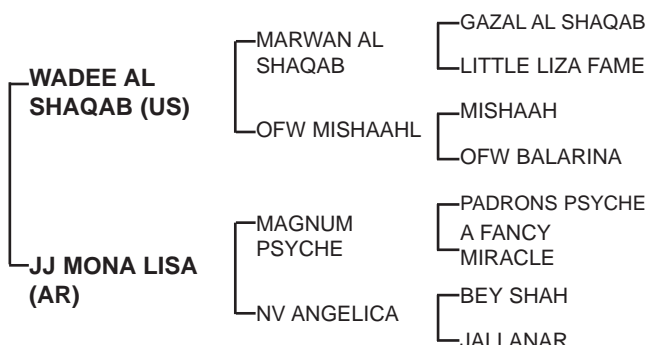 GAZAL AL SHAQAB
MARWAN AL
SHAQAB
LITTLE LIZA FAME
WADEE AL
SHAQAB (US)
MISHAAH
OFW MISHAAHL
OFW BALARINA
PADRONS PSYCHE
MAGNUM
PSYCHE
A FANCY
MIRACLE
JJ MONA LISA
(AR)
BEY SHAH
NV ANGELICA
JALLANAR